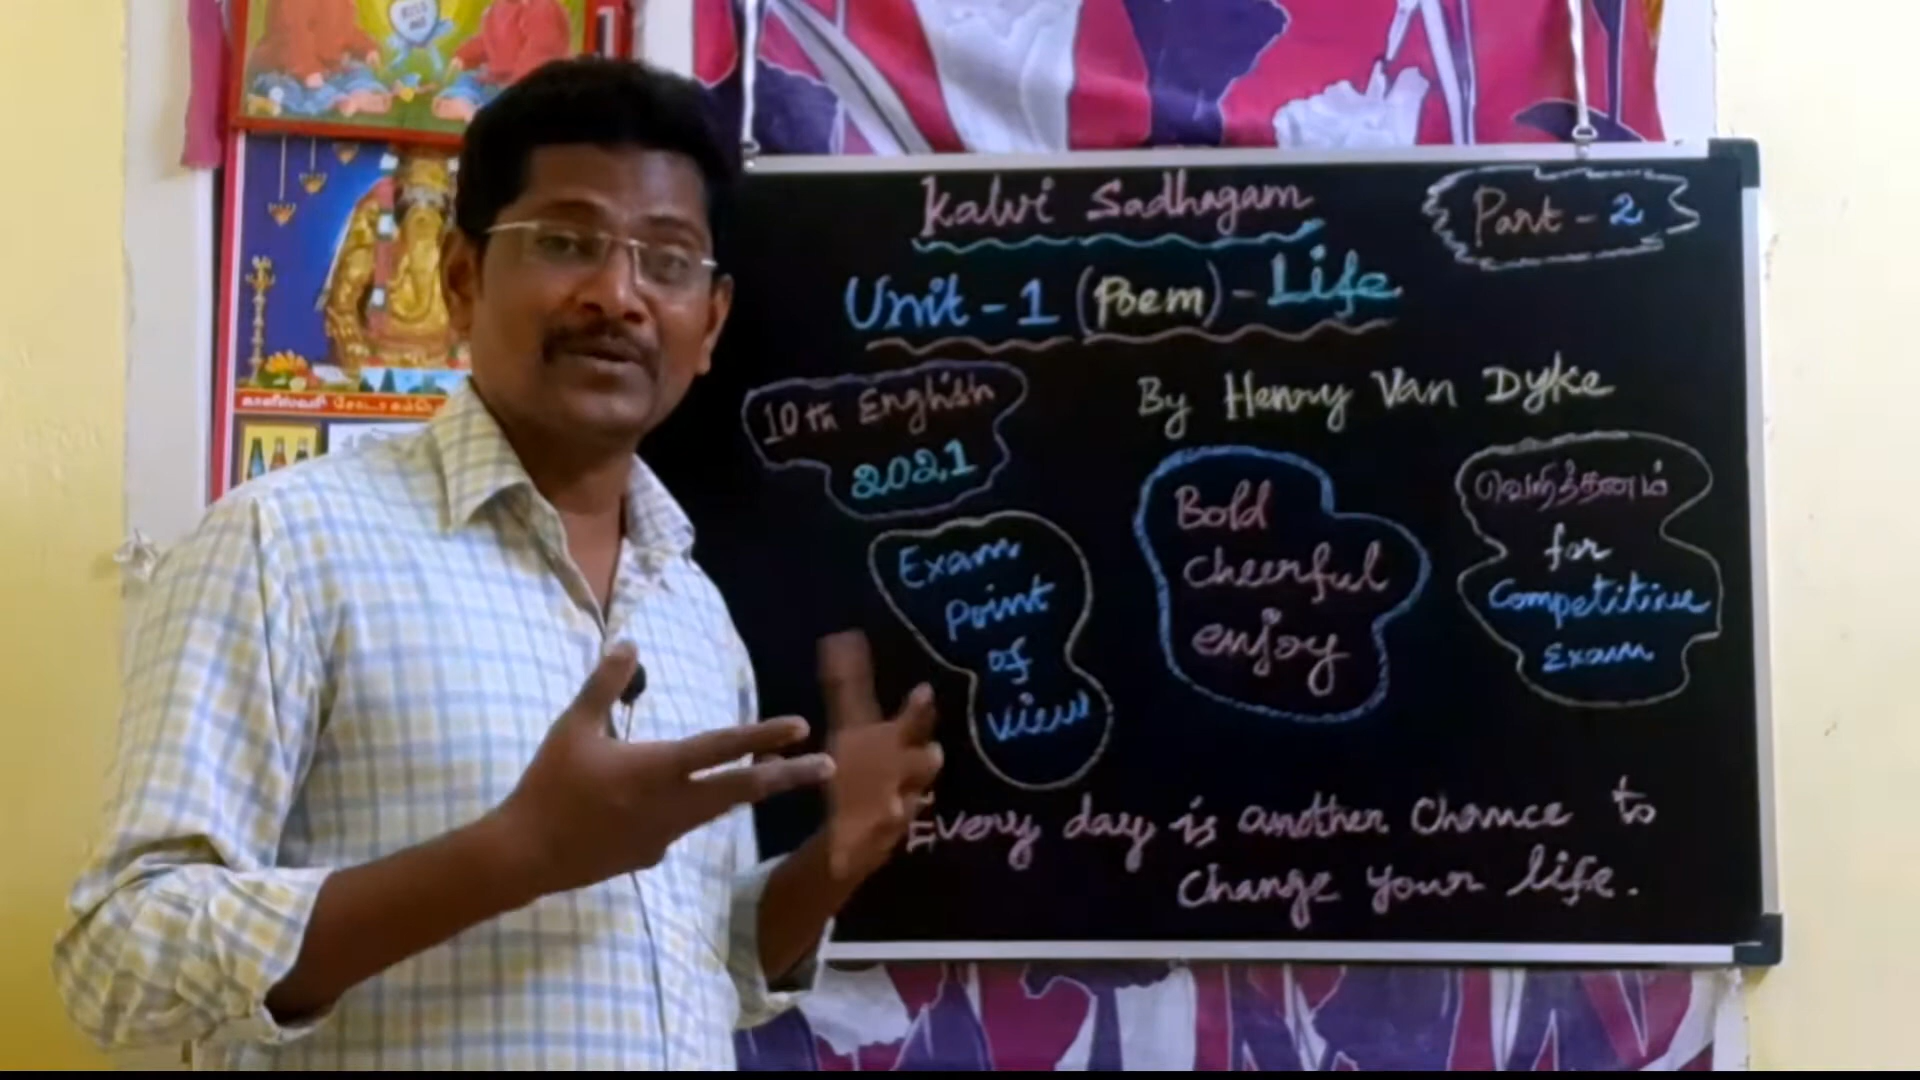 Kalvi Sadhagam
Part - 2
Unit - 1 (Poem) - Life
By Henry Van Dyke
10th English
2021
Exam
Point
of
view
Bold
cheerful
enjoy
வெறித்தனம்
for
Competitive
Exam
Every day is another chance to
change your life.